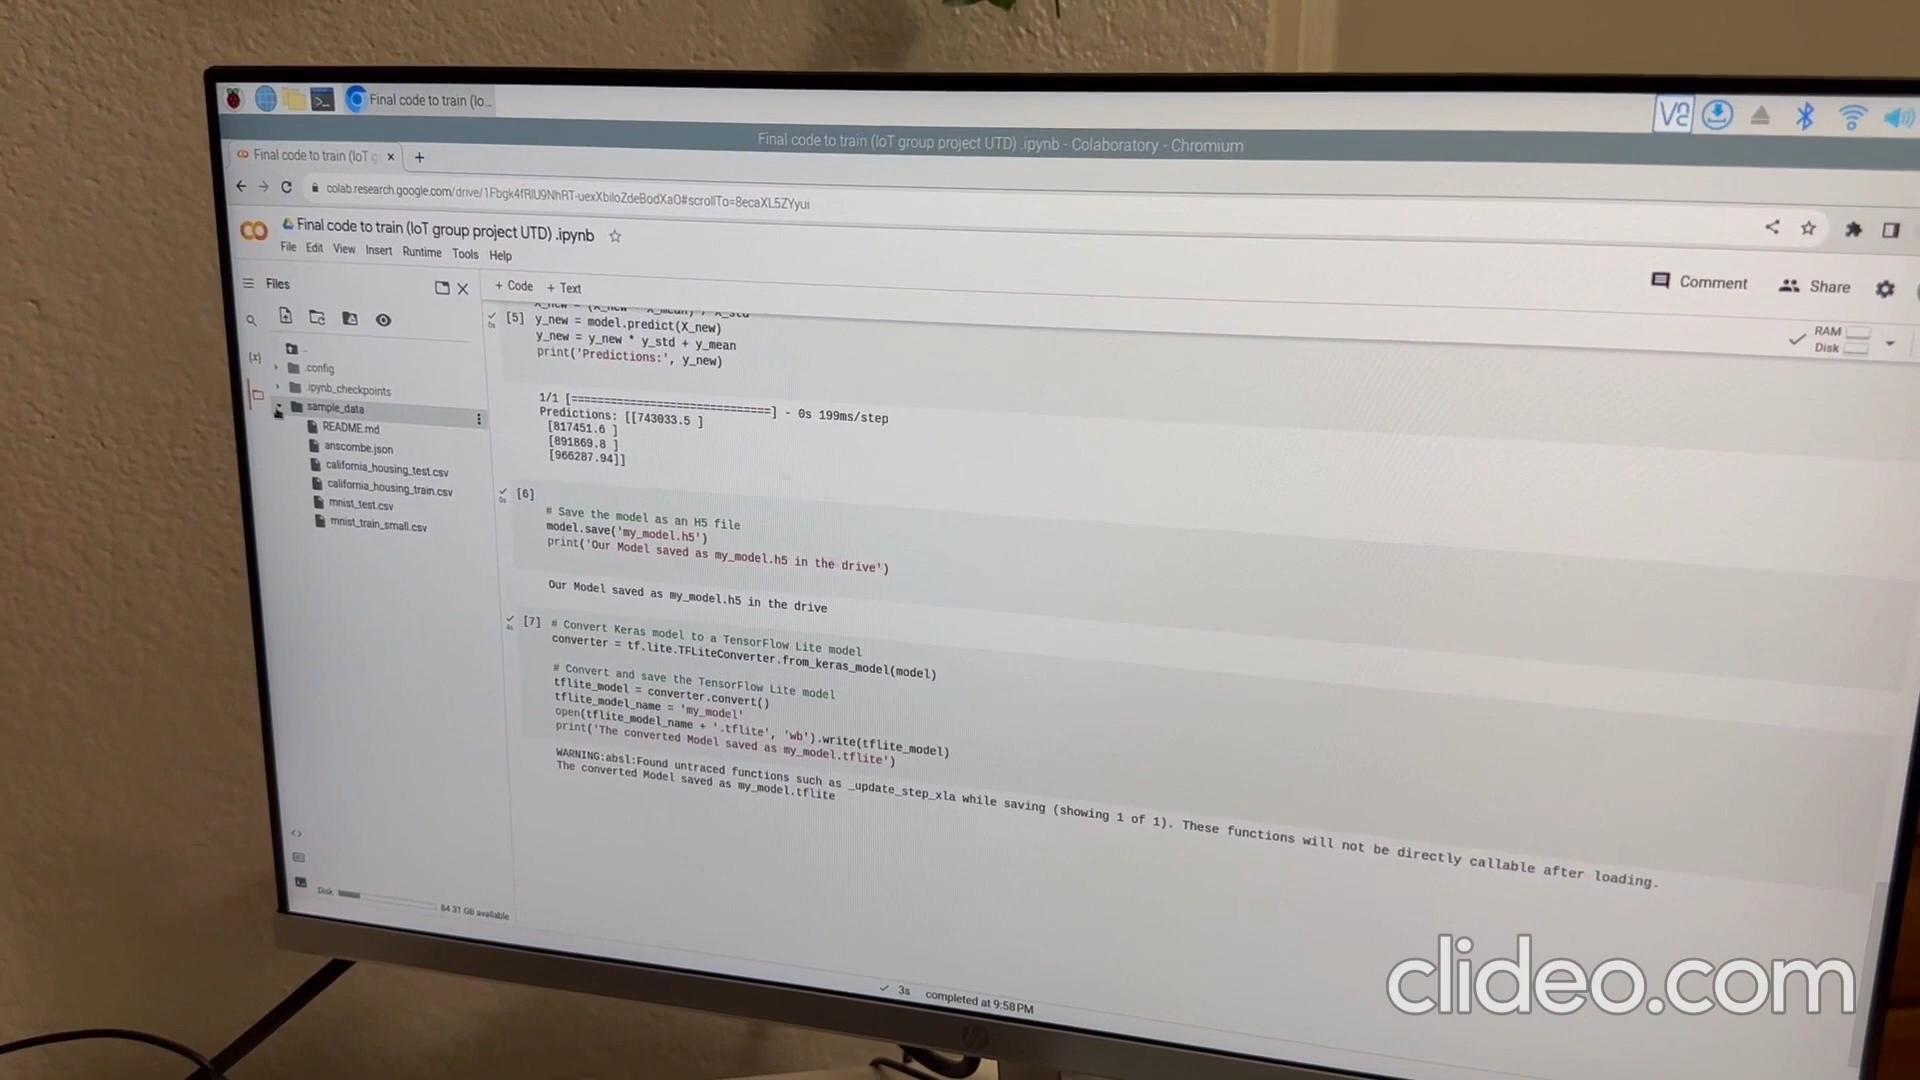 Final code to train (Io...
V2
Final code to train (IoT group project UTD) .ipynb - Colaboratory - Chromium
Final code to train (IoT g
colab.research.google.com/drive/1Fbgk4fRlU9NhRT-uexXbiloZdeBodXaO#scrollTo=8ecaXL5ZYyui
Final code to train (IoT group project UTD) .ipynb
File Edit View Insert Runtime Tools Help
Comment Share
Files
+ Code + Text
RAM
Disk
{x}
..
.config
.ipynb_checkpoints
sample_data
README.md
anscombe.json
california_housing_test.csv
california_housing_train.csv
mnist_test.csv
mnist_train_small.csv
Disk
64.31 GB available
X_new = (X_new - X_mean) / X_std
0s [5] y_new = model.predict(X_new)
y_new = y_new * y_std + y_mean
print('Predictions:', y_new)
1/1 [==============================] - 0s 199ms/step
Predictions: [[743033.5 ]
[817451.6 ]
[891869.8 ]
[966287.94]]
0s [6]
# Save the model as an H5 file
model.save('my_model.h5')
print('Our Model saved as my_model.h5 in the drive')
Our Model saved as my_model.h5 in the drive
[7] # Convert Keras model to a TensorFlow Lite model
converter = tf.lite.TFLiteConverter.from_keras_model(model)
# Convert and save the TensorFlow Lite model
tflite_model = converter.convert()
tflite_model_name = 'my_model'
open(tflite_model_name + '.tflite', 'wb').write(tflite_model)
print('The converted Model saved as my_model.tflite')
WARNING:absl:Found untraced functions such as _update_step_xla while saving (showing 1 of 1). These functions will not be directly callable after loading.
The converted Model saved as my_model.tflite
3s completed at 9:58 PM
hp
clideo.com